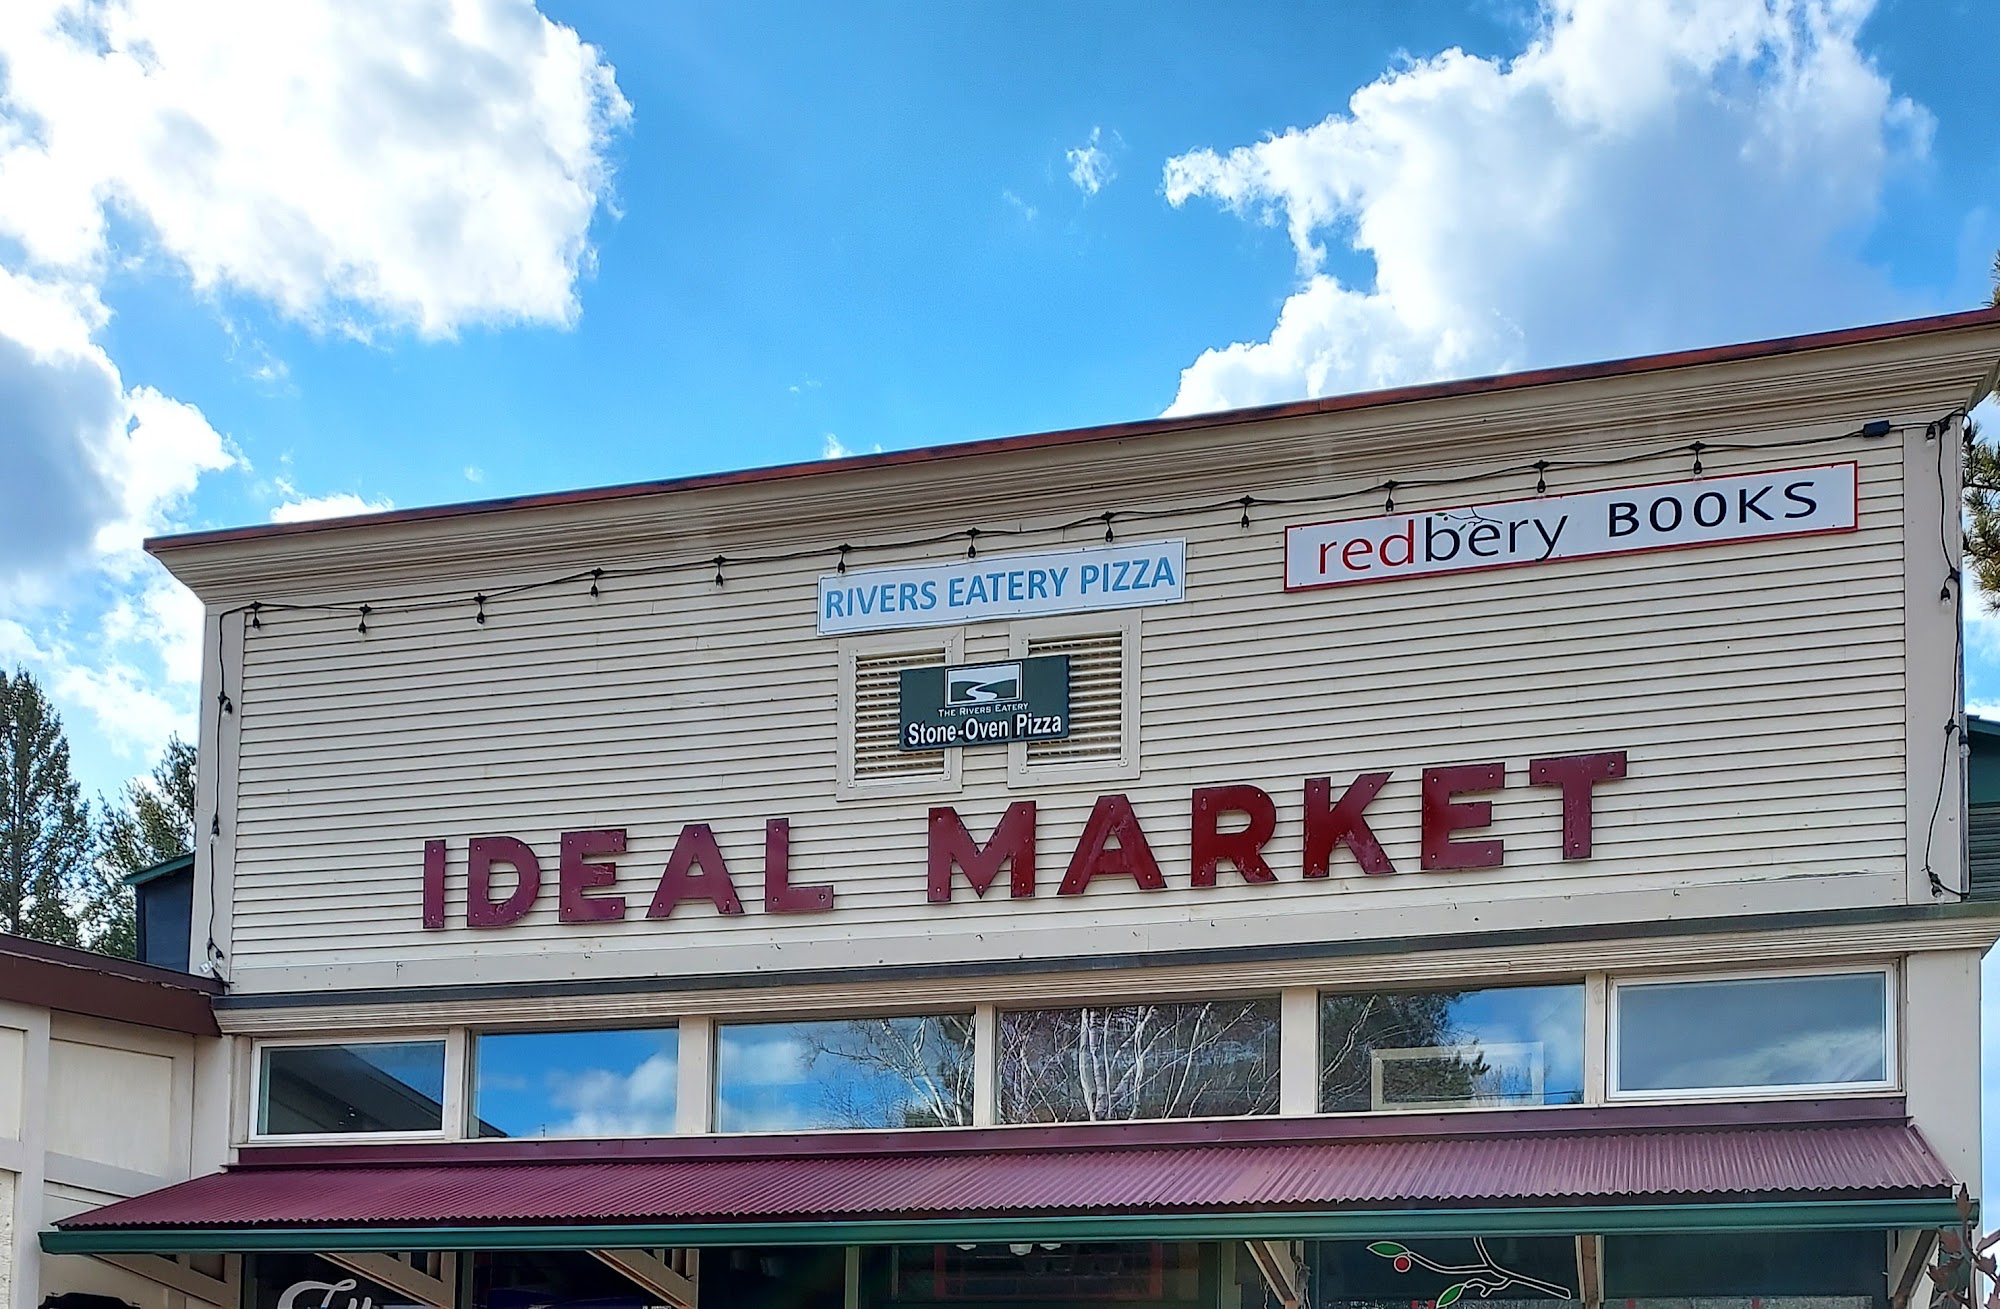 RIVERS EATERY PIZZA
redbery BOOKS
THE RIVERS EATERY
Stone-Oven Pizza
IDEAL MARKET